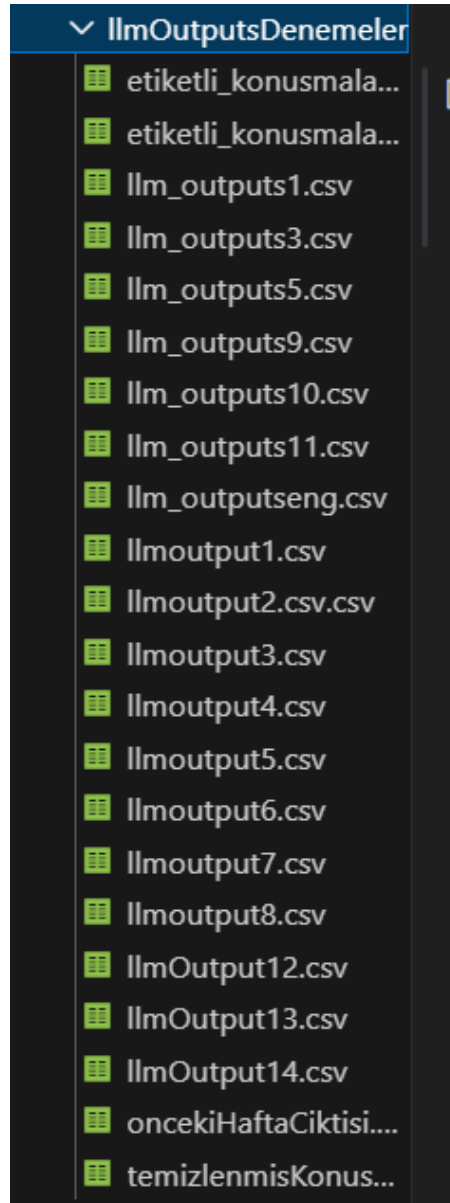 llmOutputsDenemeler
etiketli_konusmala...
etiketli_konusmala...
llm_outputs1.csv
llm_outputs3.csv
llm_outputs5.csv
llm_outputs9.csv
llm_outputs10.csv
llm_outputs11.csv
llm_outputseng.csv
llmoutput1.csv
llmoutput2.csv.csv
llmoutput3.csv
llmoutput4.csv
llmoutput5.csv
llmoutput6.csv
llmoutput7.csv
llmoutput8.csv
llmOutput12.csv
llmOutput13.csv
llmOutput14.csv
oncekiHaftaCiktisi....
temizlenmisKonus...